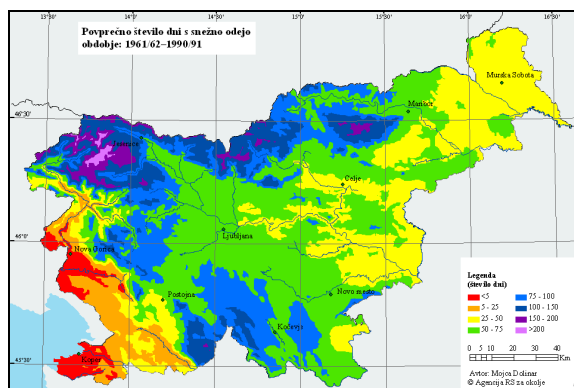 13°30' 14°0' 14°30' 15°0' 15°30' 16°0' 16°30'
Povprečno število dni s snežno odejo
obdobje: 1961/62–1990/91
Murska Sobota
Maribor
46°30'
Jesenice
Celje
Ljubljana
46°0'
Nova Gorica
Novo mesto
Postojna
Kočevje
Koper
45°30'
Legenda
(število dni)
<5 75 - 100
5 - 25 100 - 150
25 - 50 150 - 200
50 - 75 >200
0 5 10 20 30 40
Km
Avtor: Mojca Dolinar
© Agencija RS za okolje